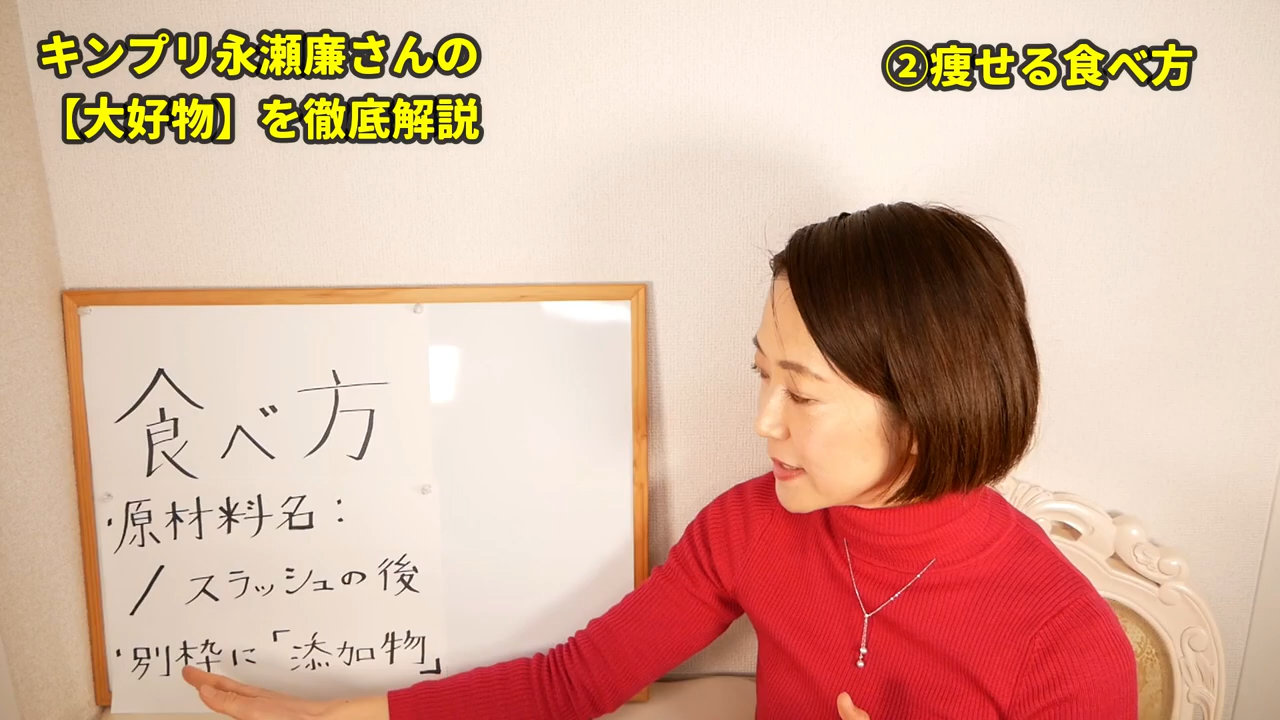 キンプリ永瀬廉さんの
【大好物】を徹底解説
②痩せる食べ方
食べ方
・原材料名:
/ スラッシュの後
・別枠に「添加物」